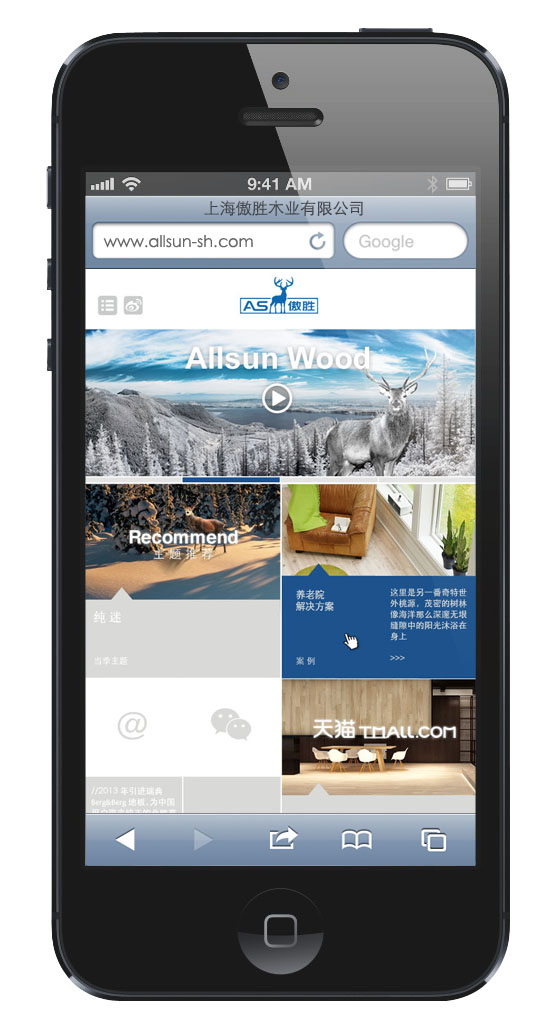 9:41 AM
上海傲胜木业有限公司
www.allsun-sh.com
Google
AS 傲胜
Allsun Wood
Recommend
主题推荐
纯迷
当季主题
养老院
解决方案
案例
这里是另一番奇特世
外桃源，茂密的树林
像海洋那么深邃无垠
缝隙中的阳光沐浴在
身上
>>>
@
天猫 TMALL.COM
//2013 年引进瑞典
Berg&Berg 地板，为中国